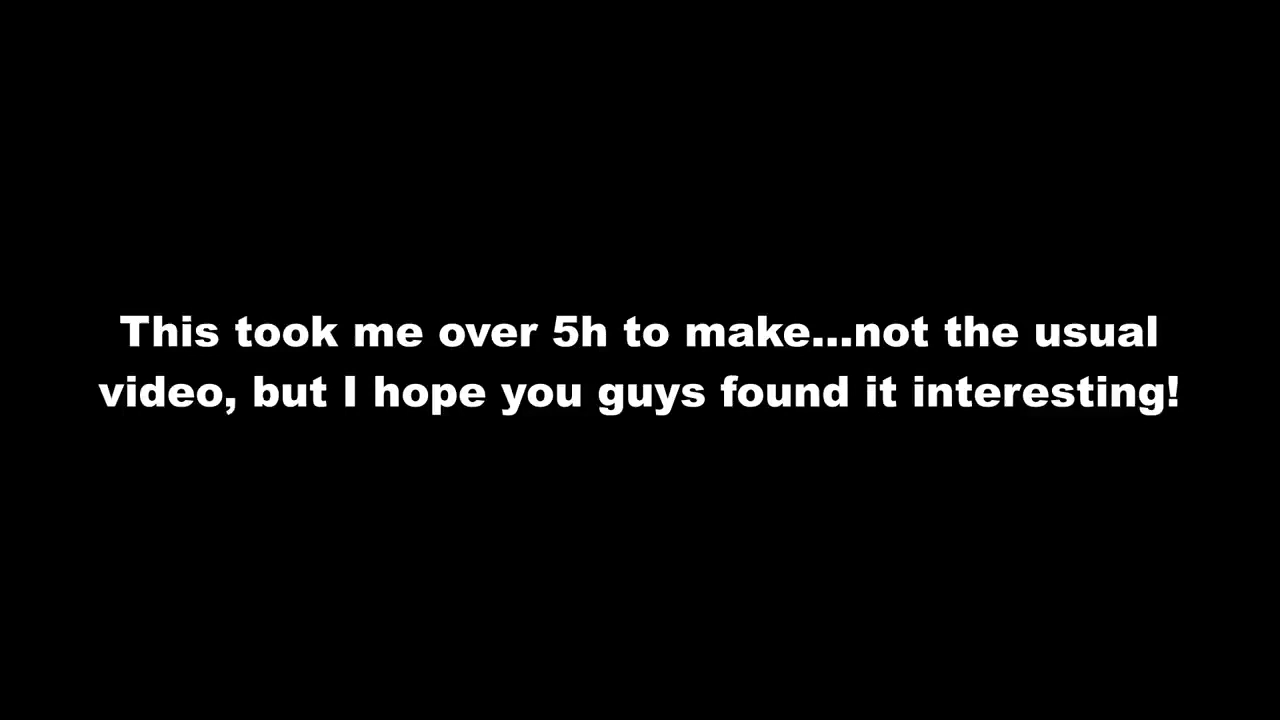 This took me over 5h to make...not the usual
video, but I hope you guys found it interesting!